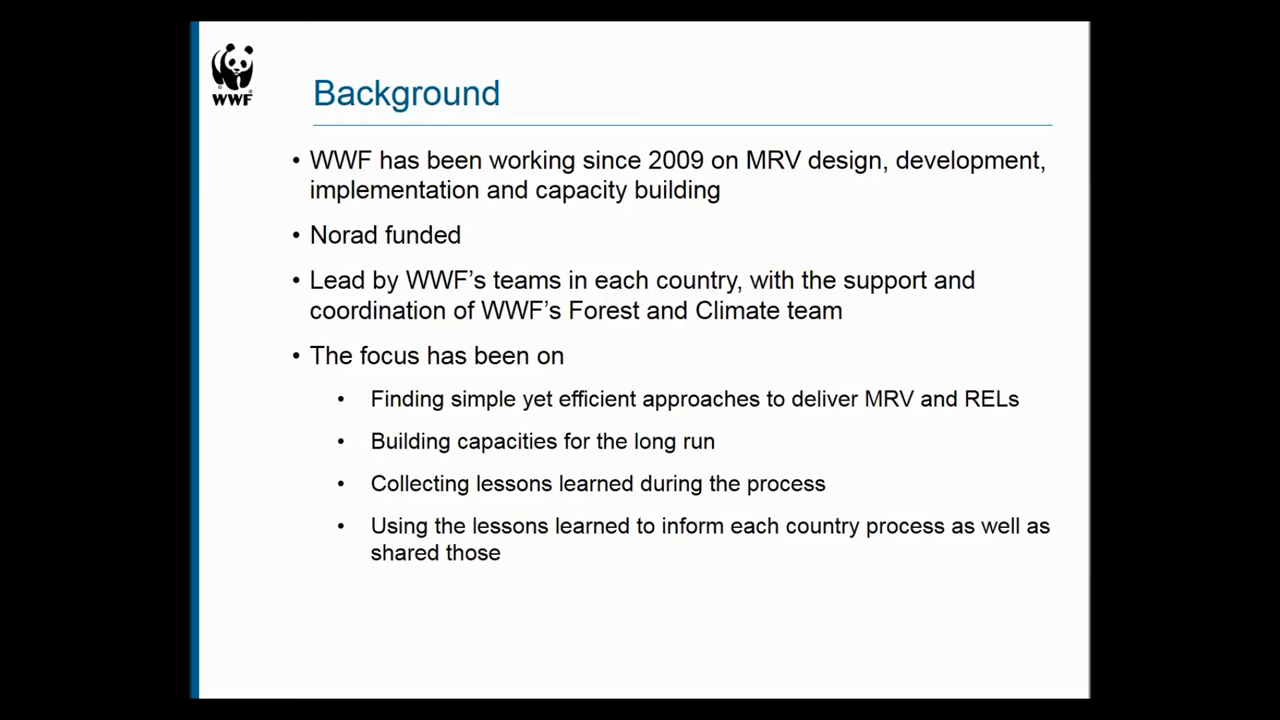 WWF
Background
• WWF has been working since 2009 on MRV design, development,
implementation and capacity building
• Norad funded
• Lead by WWF's teams in each country, with the support and
coordination of WWF's Forest and Climate team
• The focus has been on
• Finding simple yet efficient approaches to deliver MRV and RELs
• Building capacities for the long run
• Collecting lessons learned during the process
• Using the lessons learned to inform each country process as well as
shared those